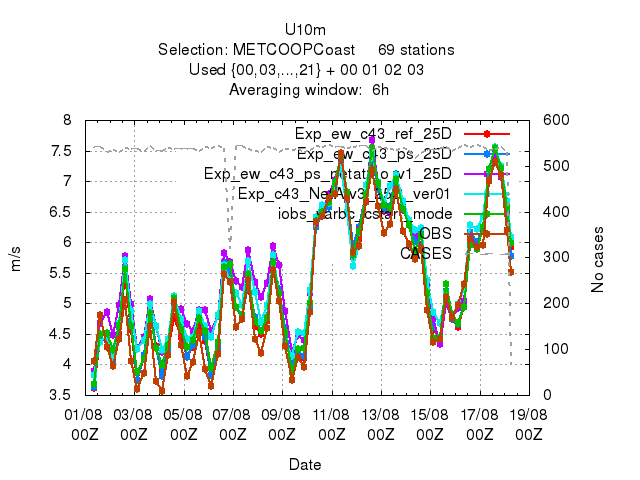 U10m
Selection: METCOOPCoast 69 stations
Used {00,03,...,21} + 00 01 02 03
Averaging window: 6h
m/s
8
7.5
7
6.5
6
5.5
5
4.5
4
3.5
Exp_ew_c43_ref_25D
Exp_ew_c43_ps_25D
OBS
CASES
600
500
400
300
200
100
0
No cases
01/08 03/08 05/08 07/08 09/08 11/08 13/08 15/08 17/08 19/08
00Z 00Z 00Z 00Z 00Z 00Z 00Z 00Z 00Z 00Z
Date